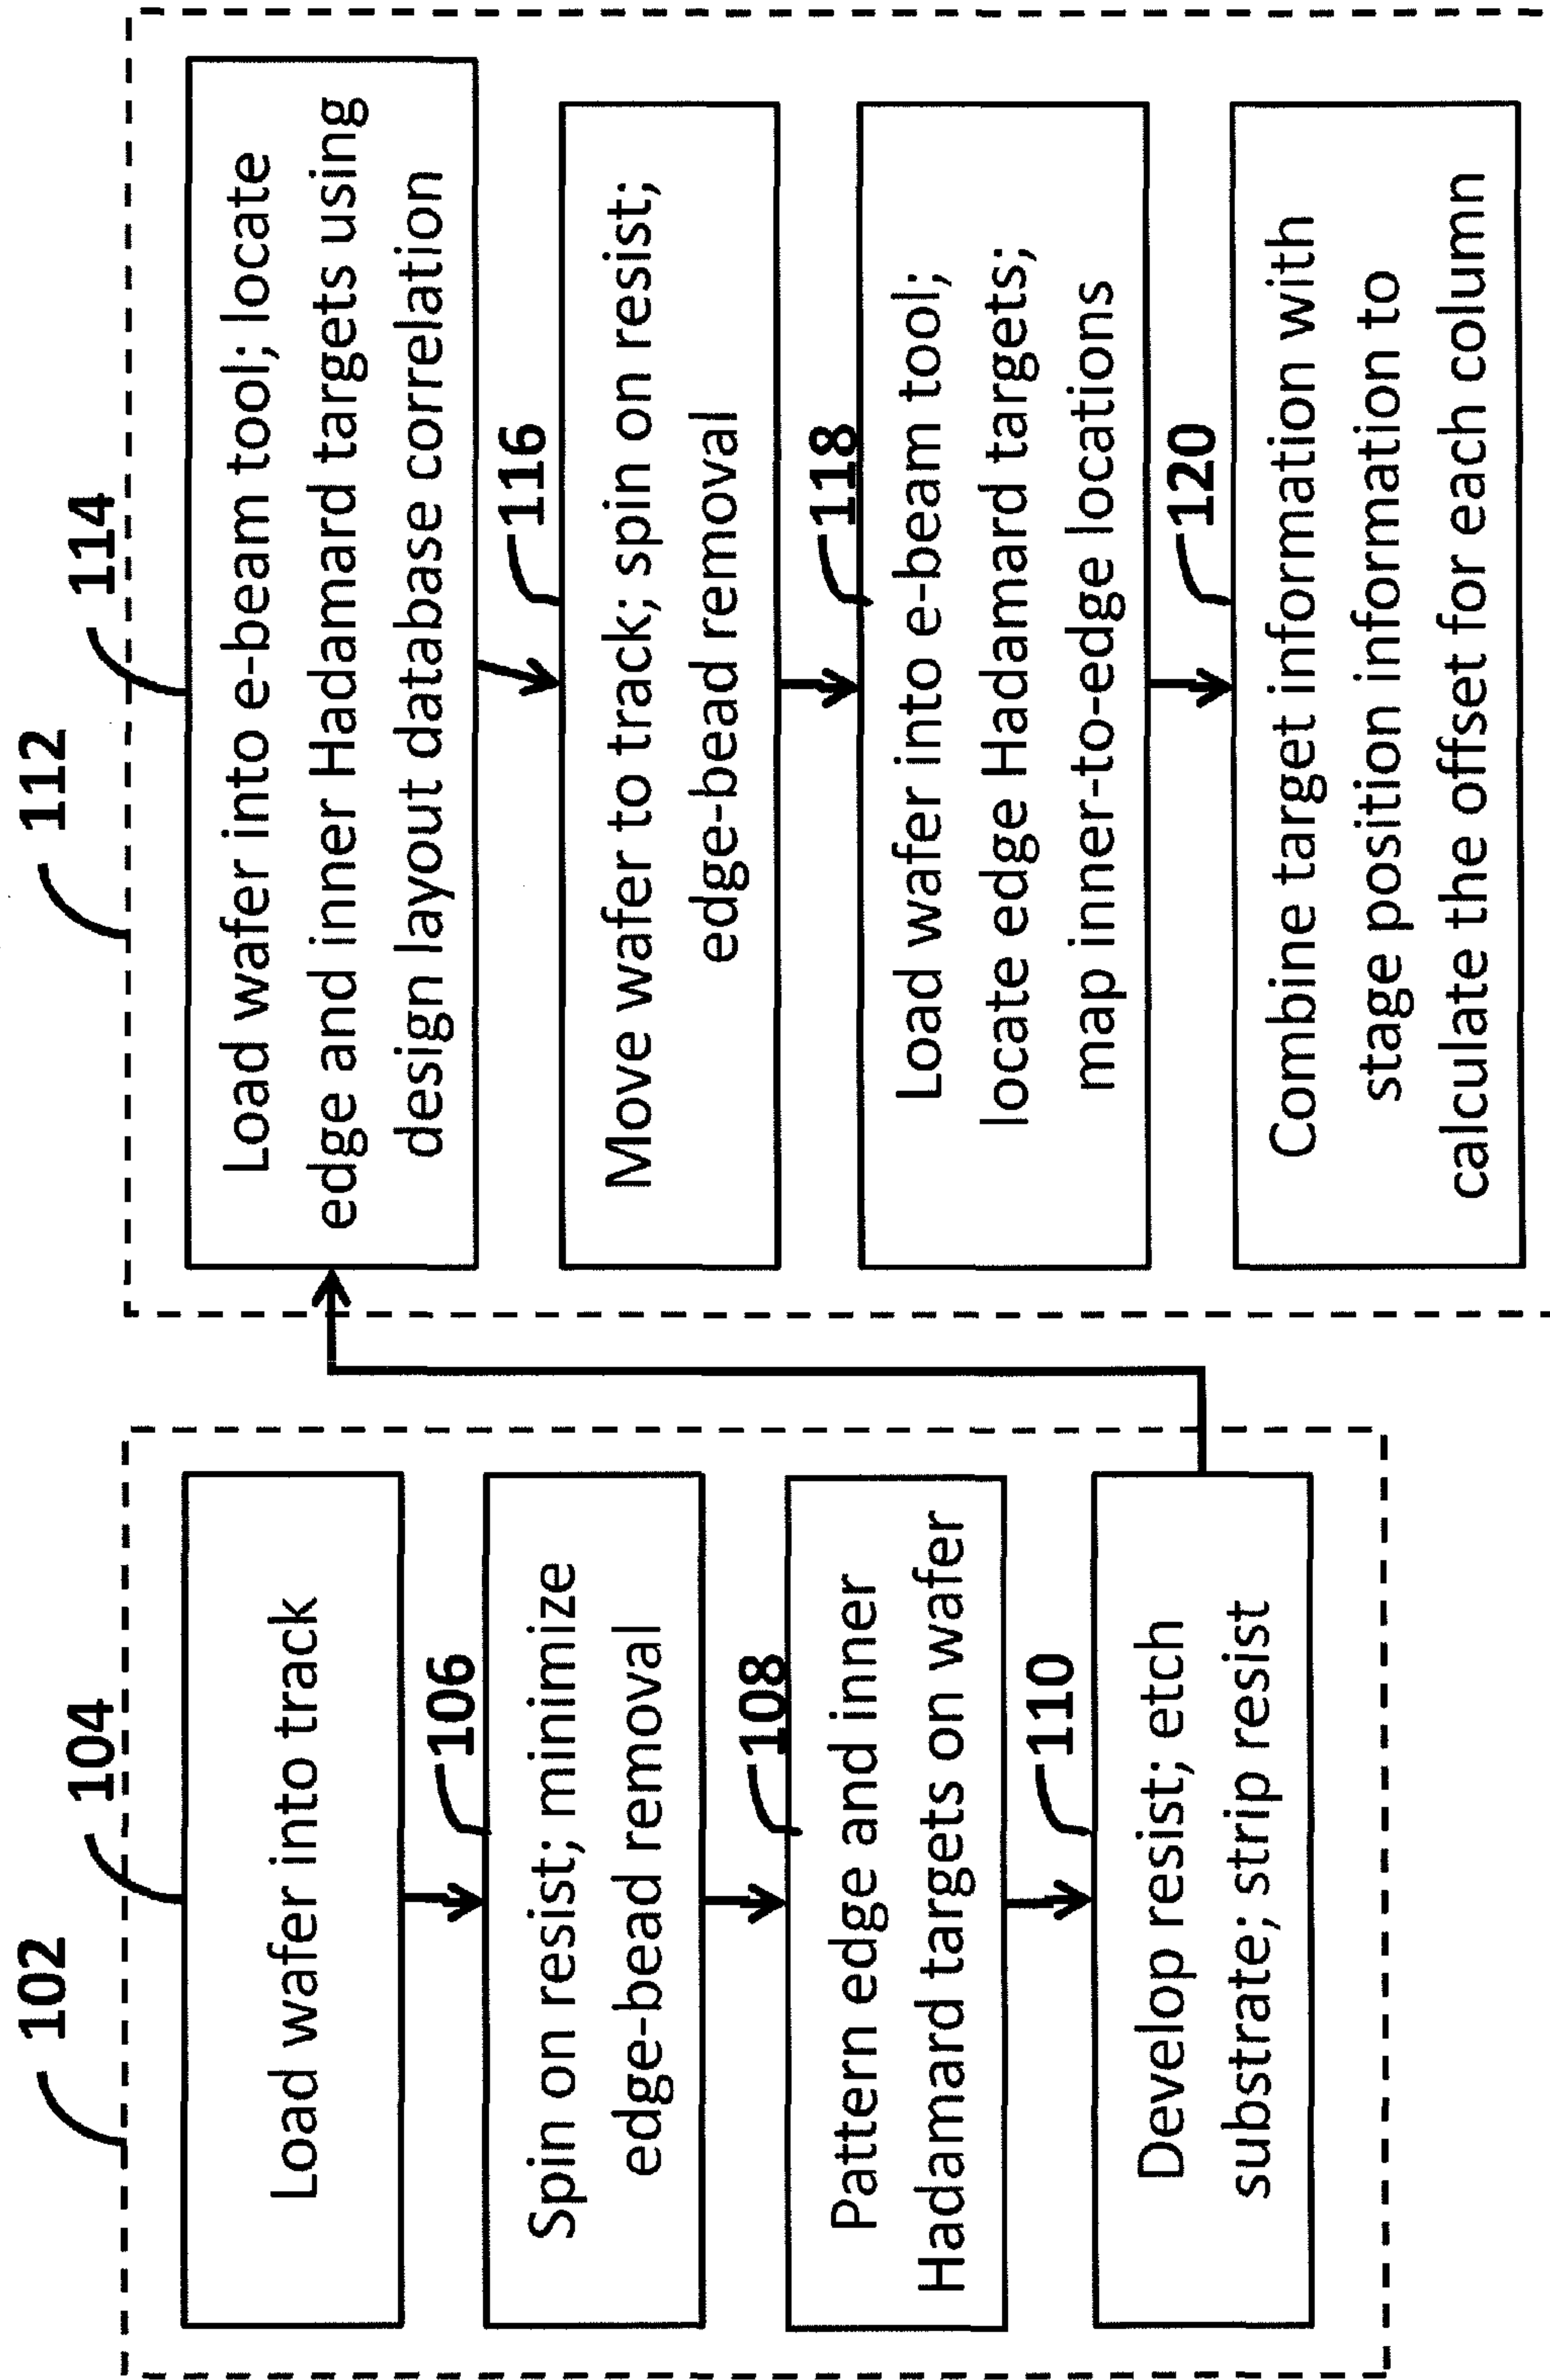 102
104
Load wafer into track
106
Spin on resist; minimize
edge-bead removal
108
Pattern edge and inner
Hadamard targets on wafer
110
Develop resist; etch
substrate; strip resist
112
114
Load wafer into e-beam tool; locate
edge and inner Hadamard targets using
design layout database correlation
116
Move wafer to track; spin on resist;
edge-bead removal
118
Load wafer into e-beam tool;
locate edge Hadamard targets;
map inner-to-edge locations
120
Combine target information with
stage position information to
calculate the offset for each column